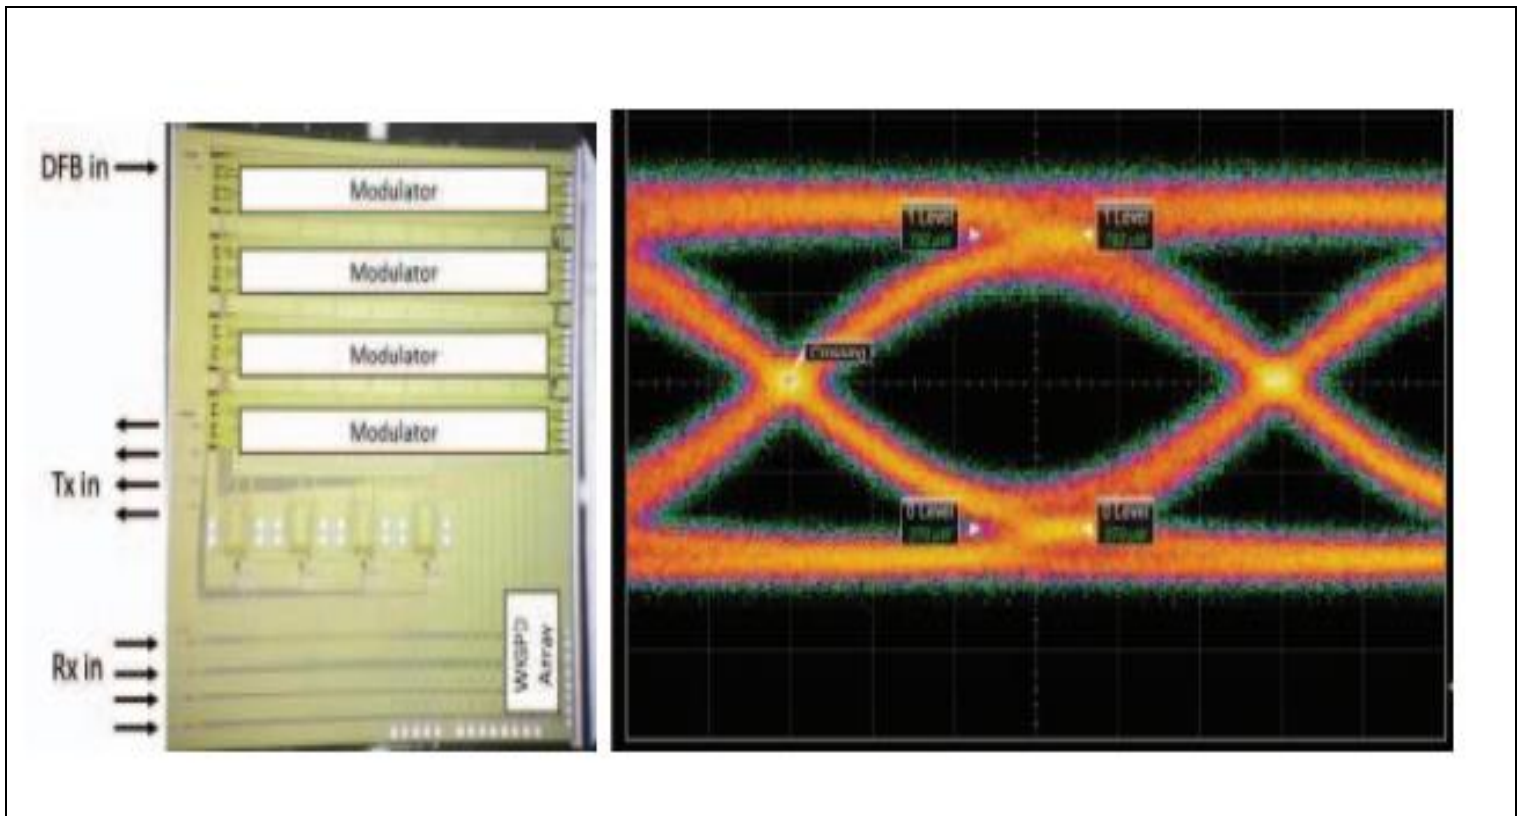 DFB in
Modulator
Modulator
Modulator
Modulator
Tx in
Rx in
WGPD
Array
1 Level
1 Level
Crossing
0 Level
0 Level